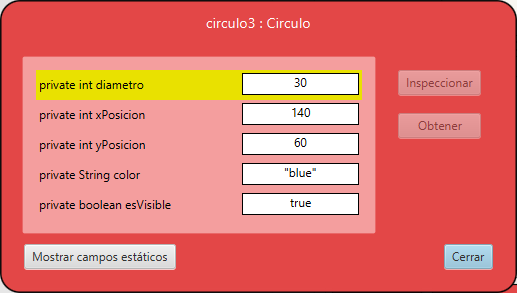 circulo3 : Circulo
private int diametro 30
Inspeccionar
private int xPosicion 140
Obtener
private int yPosicion 60
private String color "blue"
private boolean esVisible true
Mostrar campos estáticos
Cerrar